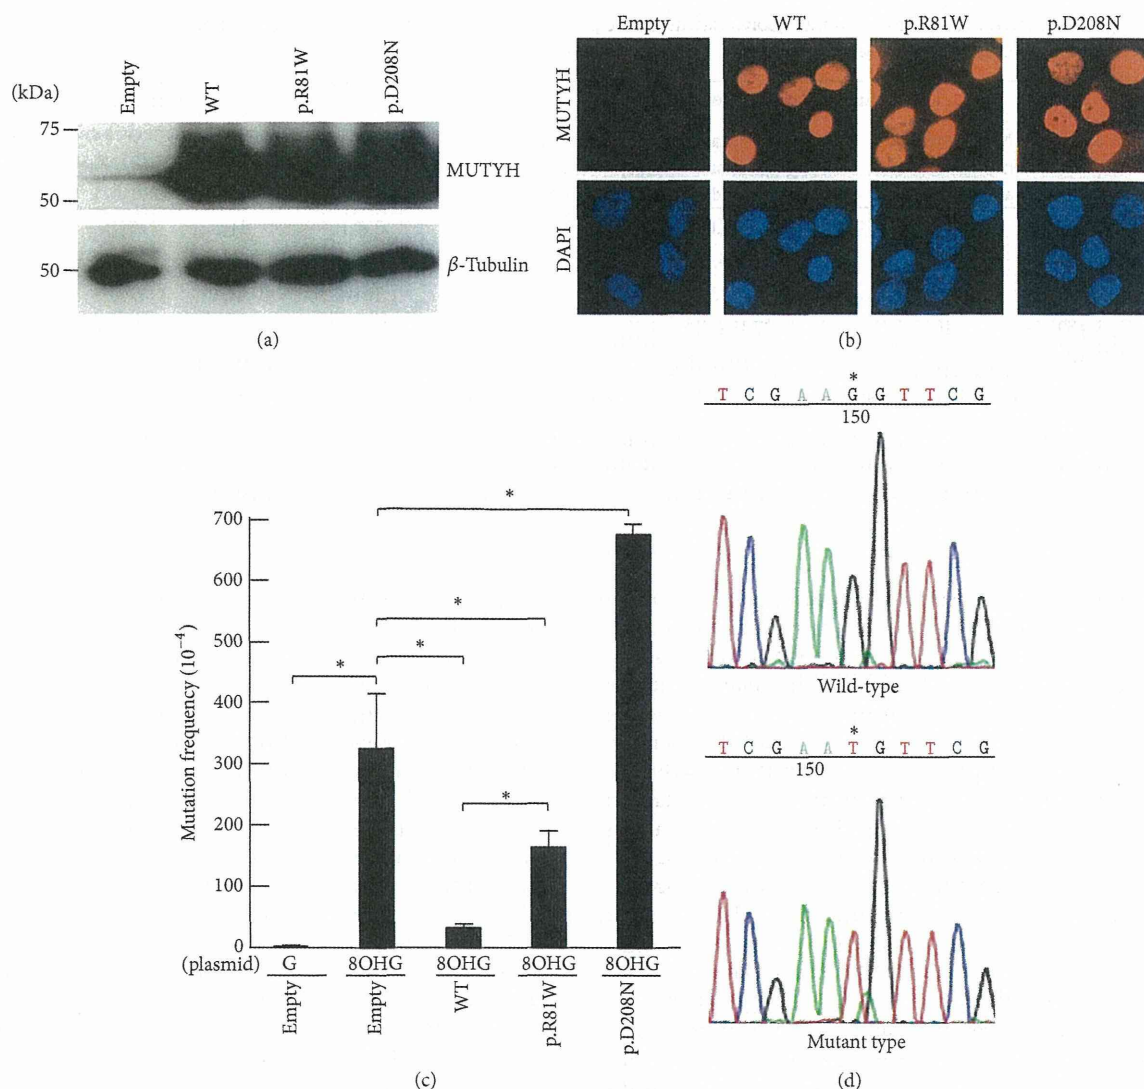 Empty
WT
p.R81W
p.D208N
(kDa)
75
50
MUTYH
50
β-Tubulin
(a)
Empty WT p.R81W p.D208N
MUTYH
DAPI
(b)
Mutation frequency (10⁻⁴)
700
600
500
400
300
200
100
0
* * * * *
(plasmid) G 8OHG 8OHG 8OHG 8OHG
Empty
Empty
WT
p.R81W
p.D208N
(c)
*
T C G A A G G T T C G
150
Wild-type
*
T C G A A T G T T C G
150
Mutant type
(d)